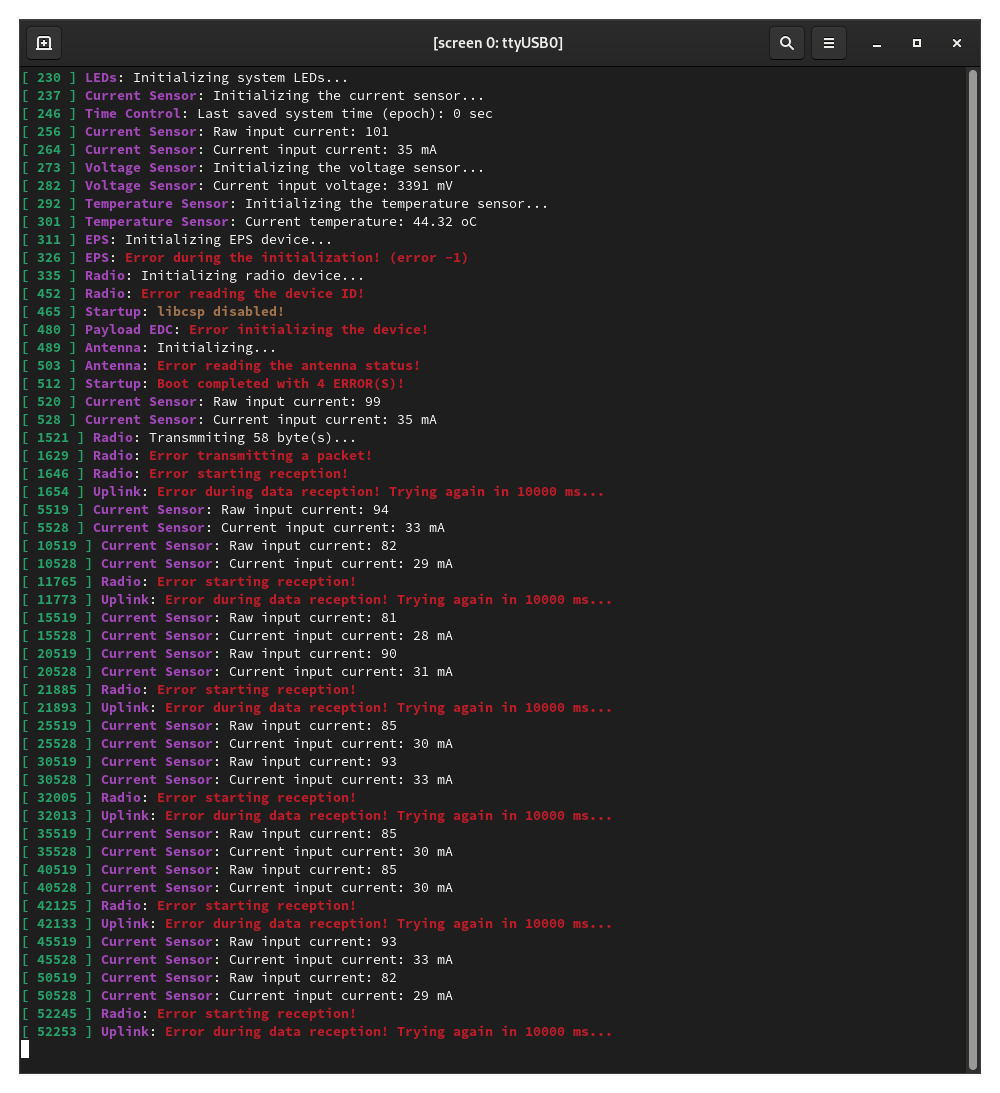 [screen 0: ttyUSB0]
[ 230 ] LEDs: Initializing system LEDs...
[ 237 ] Current Sensor: Initializing the current sensor...
[ 246 ] Time Control: Last saved system time (epoch): 0 sec
[ 256 ] Current Sensor: Raw input current: 101
[ 264 ] Current Sensor: Current input current: 35 mA
[ 273 ] Voltage Sensor: Initializing the voltage sensor...
[ 282 ] Voltage Sensor: Current input voltage: 3391 mV
[ 292 ] Temperature Sensor: Initializing the temperature sensor...
[ 301 ] Temperature Sensor: Current temperature: 44.32 oC
[ 311 ] EPS: Initializing EPS device...
[ 326 ] EPS: Error during the initialization! (error -1)
[ 335 ] Radio: Initializing radio device...
[ 452 ] Radio: Error reading the device ID!
[ 465 ] Startup: libcsp disabled!
[ 480 ] Payload EDC: Error initializing the device!
[ 489 ] Antenna: Initializing...
[ 503 ] Antenna: Error reading the antenna status!
[ 512 ] Startup: Boot completed with 4 ERROR(S)!
[ 520 ] Current Sensor: Raw input current: 99
[ 528 ] Current Sensor: Current input current: 35 mA
[ 1521 ] Radio: Transmmiting 58 byte(s)...
[ 1629 ] Radio: Error transmitting a packet!
[ 1646 ] Radio: Error starting reception!
[ 1654 ] Uplink: Error during data reception! Trying again in 10000 ms...
[ 5519 ] Current Sensor: Raw input current: 94
[ 5528 ] Current Sensor: Current input current: 33 mA
[ 10519 ] Current Sensor: Raw input current: 82
[ 10528 ] Current Sensor: Current input current: 29 mA
[ 11765 ] Radio: Error starting reception!
[ 11773 ] Uplink: Error during data reception! Trying again in 10000 ms...
[ 15519 ] Current Sensor: Raw input current: 81
[ 15528 ] Current Sensor: Current input current: 28 mA
[ 20519 ] Current Sensor: Raw input current: 90
[ 20528 ] Current Sensor: Current input current: 31 mA
[ 21885 ] Radio: Error starting reception!
[ 21893 ] Uplink: Error during data reception! Trying again in 10000 ms...
[ 25519 ] Current Sensor: Raw input current: 85
[ 25528 ] Current Sensor: Current input current: 30 mA
[ 30519 ] Current Sensor: Raw input current: 93
[ 30528 ] Current Sensor: Current input current: 33 mA
[ 32005 ] Radio: Error starting reception!
[ 32013 ] Uplink: Error during data reception! Trying again in 10000 ms...
[ 35519 ] Current Sensor: Raw input current: 85
[ 35528 ] Current Sensor: Current input current: 30 mA
[ 40519 ] Current Sensor: Raw input current: 85
[ 40528 ] Current Sensor: Current input current: 30 mA
[ 42125 ] Radio: Error starting reception!
[ 42133 ] Uplink: Error during data reception! Trying again in 10000 ms...
[ 45519 ] Current Sensor: Raw input current: 93
[ 45528 ] Current Sensor: Current input current: 33 mA
[ 50519 ] Current Sensor: Raw input current: 82
[ 50528 ] Current Sensor: Current input current: 29 mA
[ 52245 ] Radio: Error starting reception!
[ 52253 ] Uplink: Error during data reception! Trying again in 10000 ms...